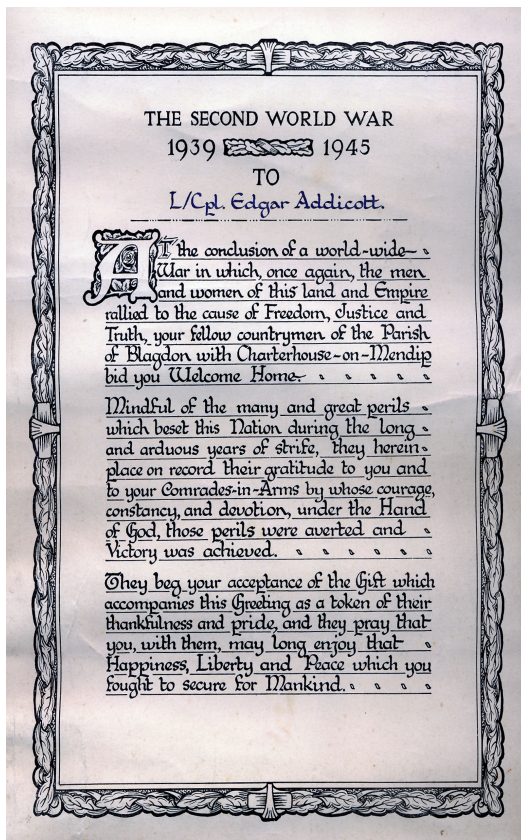 THE SECOND WORLD WAR
1939 1945
TO
L/Cpl. Edgar Addicott.
AT the conclusion of a world-wide
War in which, once again, the men
and women of this land and Empire
rallied to the cause of Freedom, Justice and
Truth, your fellow countrymen of the Parish
of Blagdon with Charterhouse-on-Mendip
bid you Welcome Home.
Mindful of the many and great perils
which beset this Nation during the long
and arduous years of strife, they herein
place on record their gratitude to you and
to your Comrades-in-Arms by whose courage,
constancy, and devotion, under the Hand
of God, those perils were averted and
Victory was achieved.
They beg your acceptance of the Gift which
accompanies this Greeting as a token of their
thankfulness and pride, and they pray that
you, with them, may long enjoy that
Happiness, Liberty and Peace which you
fought to secure for Mankind.